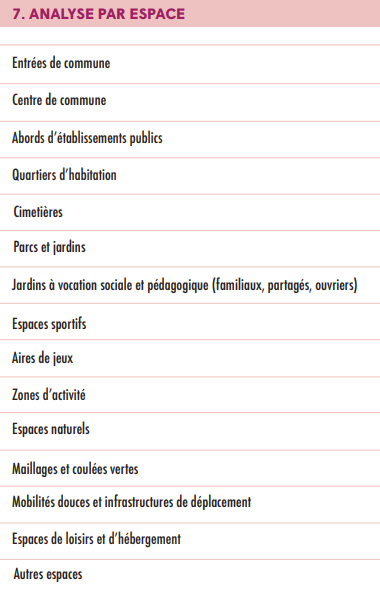 7. ANALYSE PAR ESPACE
Entrées de commune
Centre de commune
Abords d’établissements publics
Quartiers d’habitation
Cimetières
Parcs et jardins
Jardins à vocation sociale et pédagogique (familiaux, partagés, ouvriers)
Espaces sportifs
Aires de jeux
Zones d’activité
Espaces naturels
Maillages et coulées vertes
Mobilités douces et infrastructures de déplacement
Espaces de loisirs et d’hébergement
Autres espaces